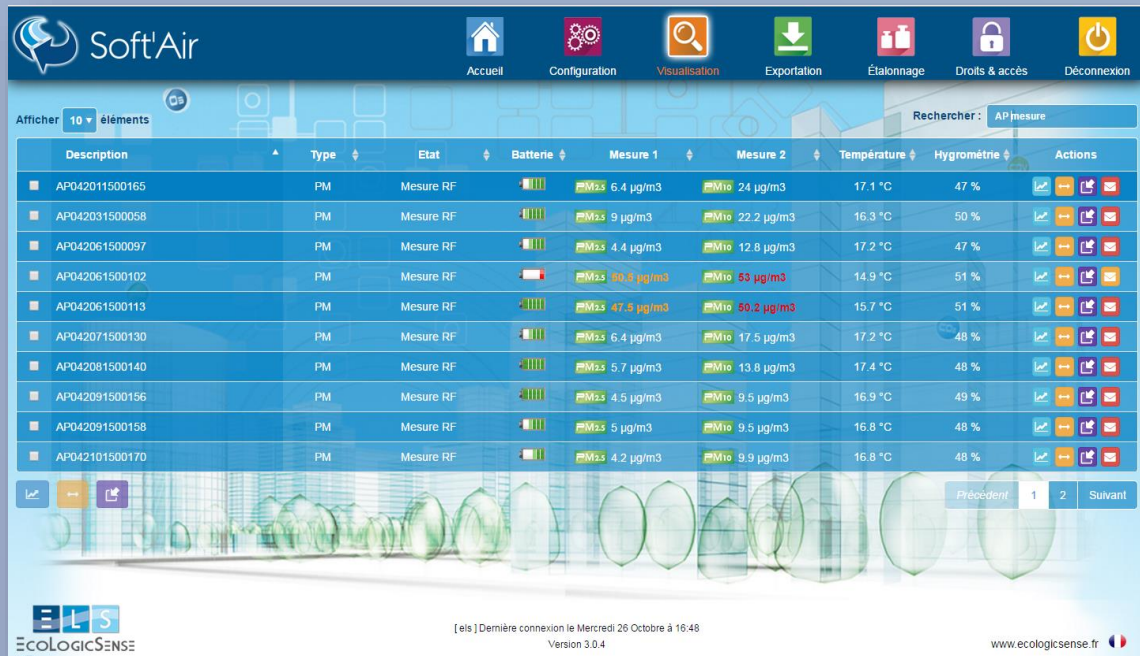 Soft'Air
Accueil Configuration Visualisation Exportation Étalonnage Droits & accès Déconnexion
Afficher 10 éléments Rechercher : AP mesure
Description Type Etat Batterie Mesure 1 Mesure 2 Température Hygrométrie Actions
AP042011500165 PM Mesure RF PM2.5 6.4 µg/m3 PM10 24 µg/m3 17.1 °C 47 %
AP042031500058 PM Mesure RF PM2.5 9 µg/m3 PM10 22.2 µg/m3 16.3 °C 50 %
AP042061500097 PM Mesure RF PM2.5 4.4 µg/m3 PM10 12.8 µg/m3 17.2 °C 47 %
AP042061500102 PM Mesure RF PM2.5 50.5 µg/m3 PM10 53 µg/m3 14.9 °C 51 %
AP042061500113 PM Mesure RF PM2.5 47.5 µg/m3 PM10 50.2 µg/m3 15.7 °C 51 %
AP042071500130 PM Mesure RF PM2.5 6.4 µg/m3 PM10 17.5 µg/m3 17.2 °C 48 %
AP042081500140 PM Mesure RF PM2.5 5.7 µg/m3 PM10 13.8 µg/m3 17.4 °C 48 %
AP042091500156 PM Mesure RF PM2.5 4.5 µg/m3 PM10 9.5 µg/m3 16.9 °C 49 %
AP042091500158 PM Mesure RF PM2.5 5 µg/m3 PM10 9.5 µg/m3 16.8 °C 48 %
AP042101500170 PM Mesure RF PM2.5 4.2 µg/m3 PM10 9.9 µg/m3 16.8 °C 48 %
Précédent 1 2 Suivant
ELS
ECOLOGICSENSE
[ els ] Dernière connexion le Mercredi 26 Octobre à 16:48
Version 3.0.4
www.ecologicsense.fr